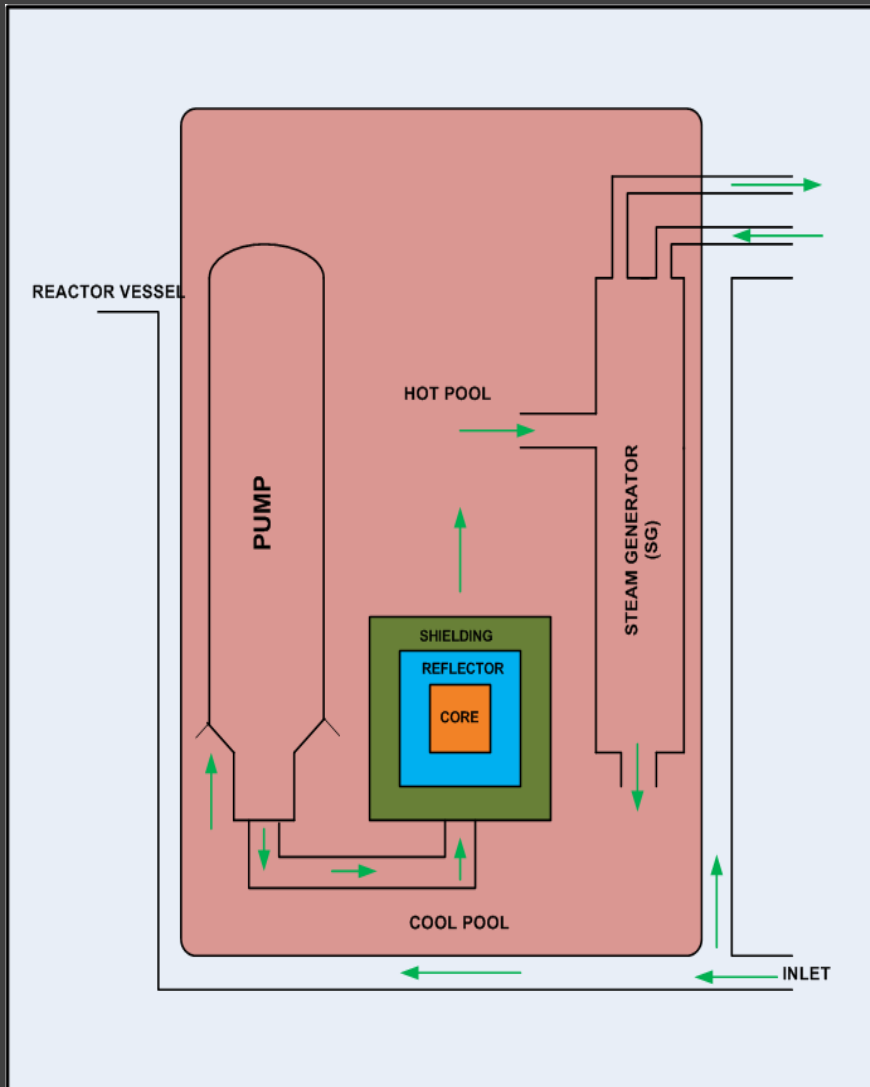 REACTOR VESSEL
HOT POOL
PUMP
STEAM GENERATOR
(SG)
SHIELDING
REFLECTOR
CORE
COOL POOL
INLET